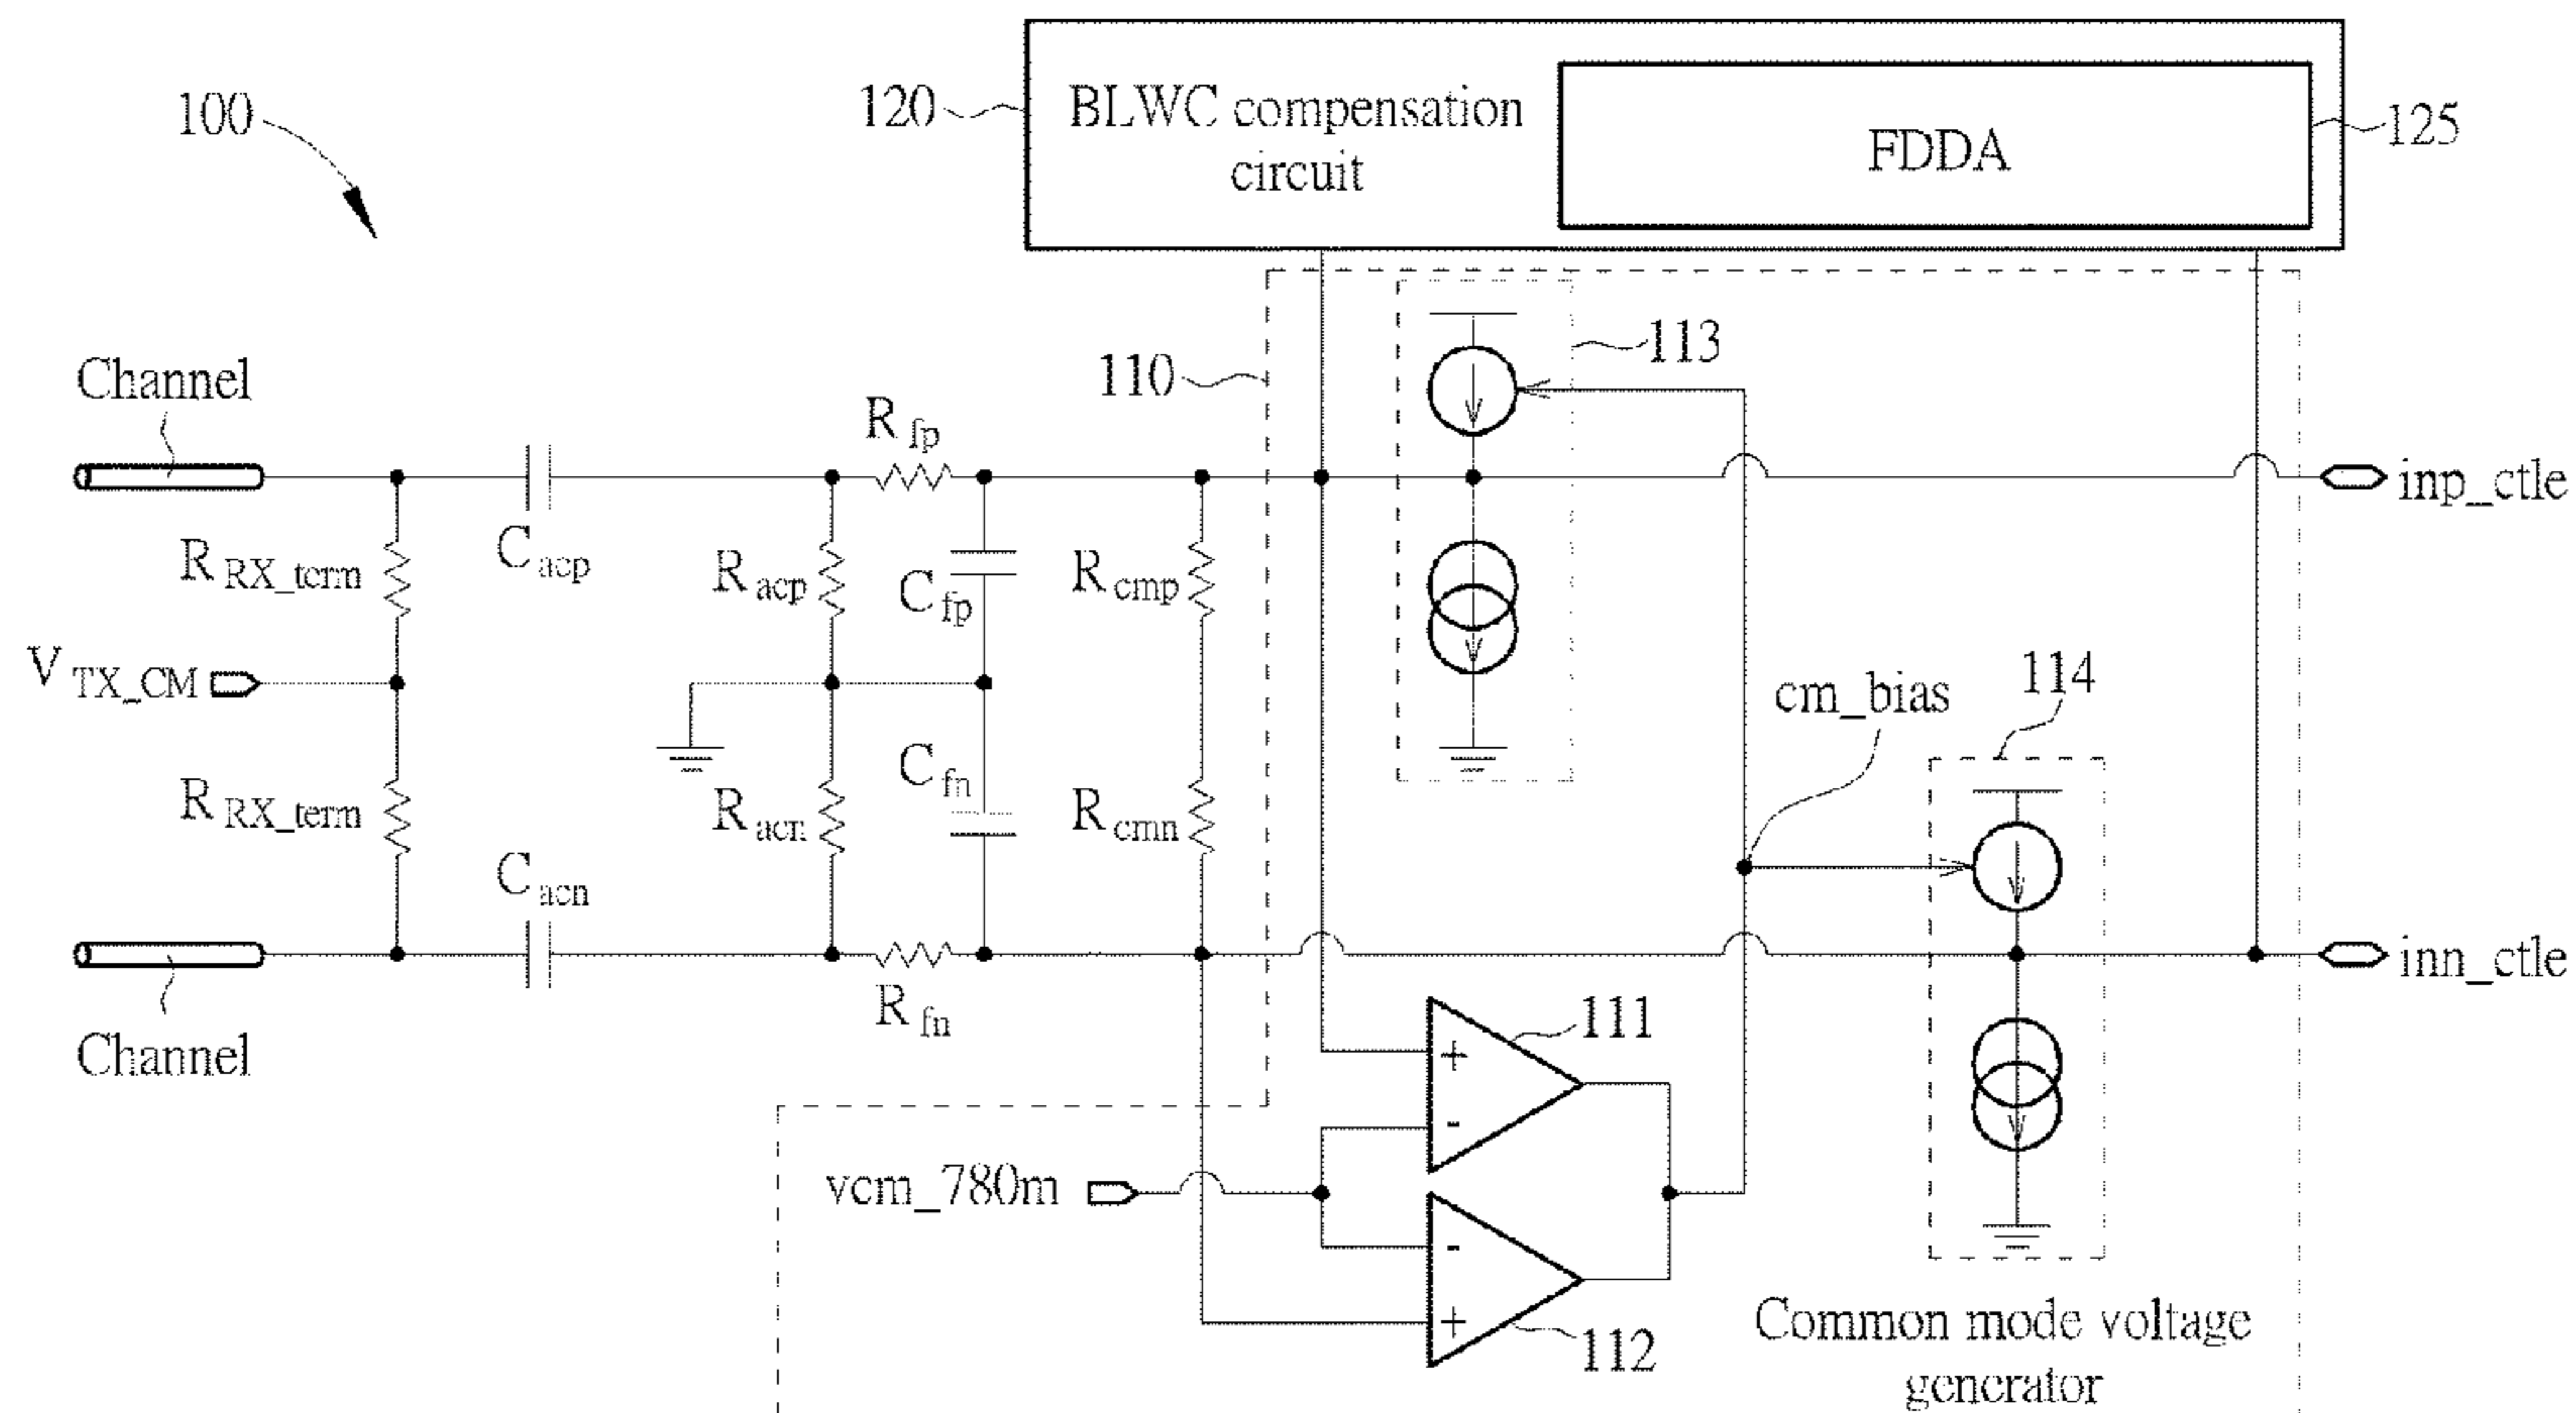 120
BLWC compensation
circuit
FDDA
125
100
110
113
Channel
R fp
inp_ctle
R RX_term
C acp
R acp
C fp
R cmp
V TX_CM
cm_bias
114
R RX_term
C acn
R acn
C fn
R cmn
inn_ctle
R fn
Channel
111
+
-
vcm_780m
-
+
112
Common mode voltage
generator